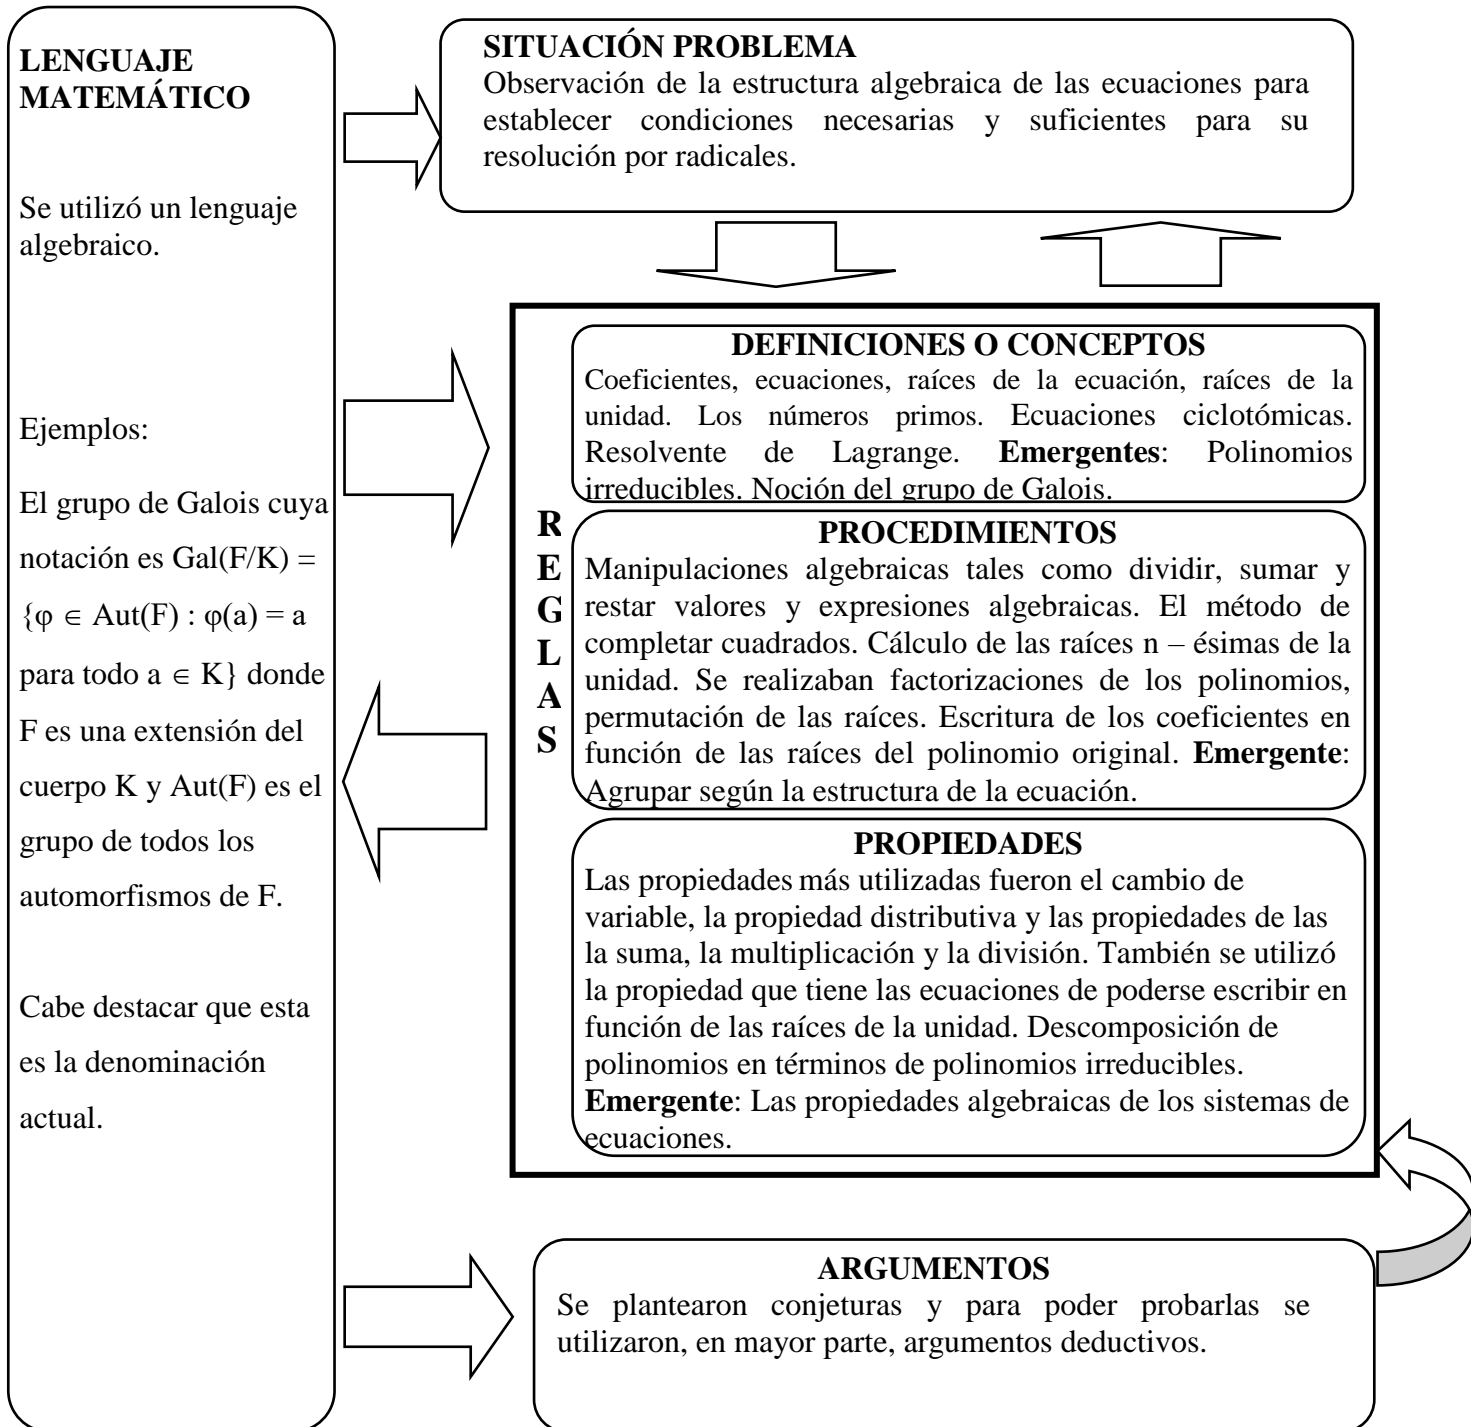 LENGUAJE
MATEMÁTICO
Se utilizó un lenguaje
algebraico.
Ejemplos:
El grupo de Galois cuya
notación es Gal(F/K) =
{φ ∈ Aut(F) : φ(a) = a
para todo a ∈ K} donde
F es una extensión del
cuerpo K y Aut(F) es el
grupo de todos los
automorfismos de F.
Cabe destacar que esta
es la denominación
actual.
SITUACIÓN PROBLEMA
Observación de la estructura algebraica de las ecuaciones para
establecer condiciones necesarias y suficientes para su
resolución por radicales.
R
E
G
L
A
S
DEFINICIONES O CONCEPTOS
Coeficientes, ecuaciones, raíces de la ecuación, raíces de la
unidad. Los números primos. Ecuaciones ciclotómicas.
Resolvente de Lagrange. Emergentes: Polinomios
irreducibles. Noción del grupo de Galois.
PROCEDIMIENTOS
Manipulaciones algebraicas tales como dividir, sumar y
restar valores y expresiones algebraicas. El método de
completar cuadrados. Cálculo de las raíces n – ésimas de la
unidad. Se realizaban factorizaciones de los polinomios,
permutación de las raíces. Escritura de los coeficientes en
función de las raíces del polinomio original. Emergente:
Agrupar según la estructura de la ecuación.
PROPIEDADES
Las propiedades más utilizadas fueron el cambio de
variable, la propiedad distributiva y las propiedades de las
la suma, la multiplicación y la división. También se utilizó
la propiedad que tiene las ecuaciones de poderse escribir en
función de las raíces de la unidad. Descomposición de
polinomios en términos de polinomios irreducibles.
Emergente: Las propiedades algebraicas de los sistemas de
ecuaciones.
ARGUMENTOS
Se plantearon conjeturas y para poder probarlas se
utilizaron, en mayor parte, argumentos deductivos.